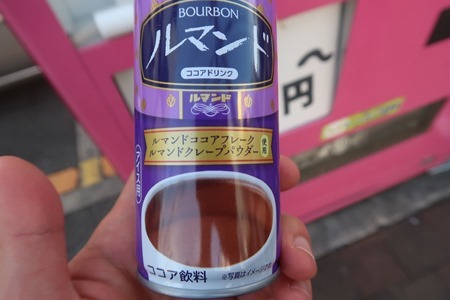 BOURBON
ルマンド
ココアドリンク
ルマンド
ルマンドココアフレーク
ルマンドクレープパウダー
使用
ココア飲料
※写真はイメージです
〜
円